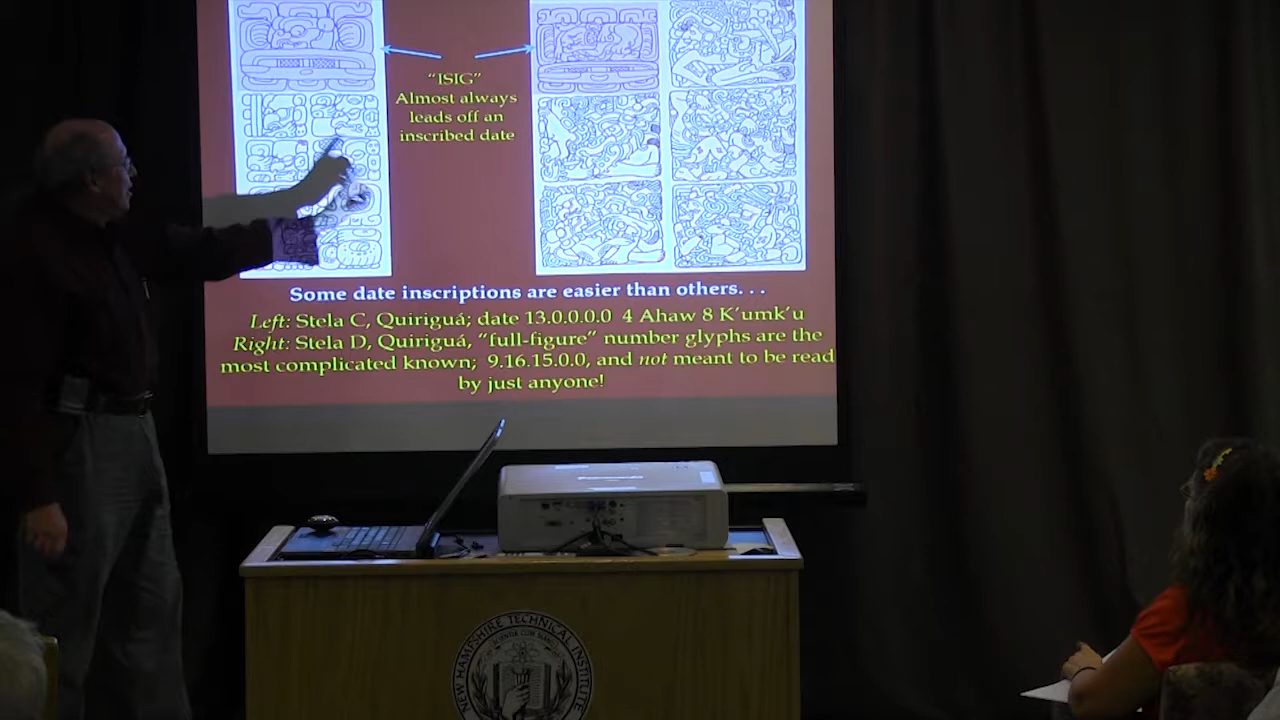 "ISIG"
Almost always
leads off an
inscribed date
Some date inscriptions are easier than others. . .
Left: Stela C, Quiriguá; date 13.0.0.0.0 4 Ahaw 8 K'umk'u
Right: Stela D, Quiriguá, "full-figure" number glyphs are the
most complicated known; 9.16.15.0.0, and not meant to be read
by just anyone!
NEW HAMPSHIRE TECHNICAL INSTITUTE